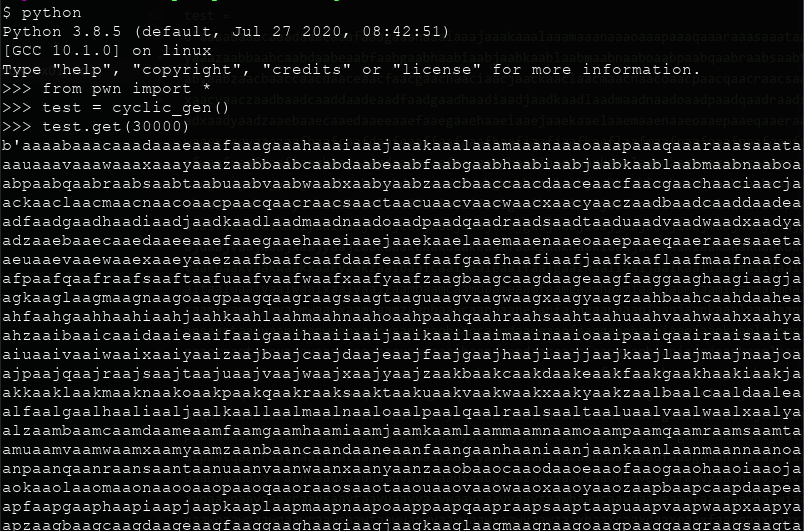 $ python
Python 3.8.5 (default, Jul 27 2020, 08:42:51)
[GCC 10.1.0] on linux
Type "help", "copyright", "credits" or "license" for more information.
>>> from pwn import *
>>> test = cyclic_gen()
>>> test.get(30000)
b'aaaabaaacaaadaaaeaaafaaagaaahaaaiaaajaaakaaalaaamaaanaaaoaaapaaaqaaaraaasaaata
aauaaavaaawaaaxaaayaaazaabbaabcaabdaabeaabfaabgaabhaabiaabjaabkaablaabmaabnaaboa
abpaabqaabraabsaabtaabuaabvaabwaabxaabyaabzaacbaaccaacdaaceaacfaacgaachaaciaacja
ackaaclaacmaacnaacoaacpaacqaacraacsaactaacuaacvaacwaacxaacyaaczaadbaadcaaddaadea
adfaadgaadhaadiaadjaadkaadlaadmaadnaadoaadpaadqaadraadsaadtaaduaadvaadwaadxaadya
adzaaebaaecaaedaaeeaaefaaegaaehaaeiaaejaaekaaelaaemaaenaaeoaaepaaeqaaeraaesaaeta
aeuaaevaaewaaexaaeyaaezaafbaafcaafdaafeaaffaafgaafhaafiaafjaafkaaflaafmaafnaafoa
afpaafqaafraafsaaftaafuaafvaafwaafxaafyaafzaagbaagcaagdaageaagfaaggaaghaagiaagja
agkaaglaagmaagnaagoaagpaagqaagraagsaagtaaguaagvaagwaagxaagyaagzaahbaahcaahdaahea
ahfaahgaahhaahiaahjaahkaahlaahmaahnaahoaahpaahqaahraahsaahtaahuaahvaahwaahxaahya
ahzaaibaaicaaidaaieaaifaaigaaihaaiiaaijaaikaailaaimaainaaioaaipaaiqaairaaisaaita
aiuaaivaaiwaaixaaiyaaizaajbaajcaajdaajeaajfaajgaajhaajiaajjaajkaajlaajmaajnaajoa
ajpaajqaajraajsaajtaajuaajvaajwaajxaajyaajzaakbaakcaakdaakeaakfaakgaakhaakiaakja
akkaaklaakmaaknaakoaakpaakqaakraaksaaktaakuaakvaakwaakxaakyaakzaalbaalcaaldaalea
alfaalgaalhaaliaaljaalkaallaalmaalnaaloaalpaalqaalraalsaaltaaluaalvaalwaalxaalya
alzaambaamcaamdaameaamfaamgaamhaamiaamjaamkaamlaammaamnaamoaampaamqaamraamsaamta
amuaamvaamwaamxaamyaamzaanbaancaandaaneaanfaangaanhaaniaanjaankaanlaanmaannaanoa
anpaanqaanraansaantaanuaanvaanwaanxaanyaanzaaobaaocaaodaaoeaaofaaogaaohaaoiaaoja
aokaaolaaomaaonaaooaaopaaoqaaoraaosaaotaaouaaovaaowaaoxaaoyaaozaapbaapcaapdaapea
apfaapgaaphaapiaapjaapkaaplaapmaapnaapoaappaapqaapraapsaaptaapuaapvaapwaapxaapya
apzaaqbaaqcaaqdaaqeaaqfaaqgaaqhaaqiaaqjaaqkaaqlaaqmaaqnaaqoaaqpaaqqaaqraaqsaaqta